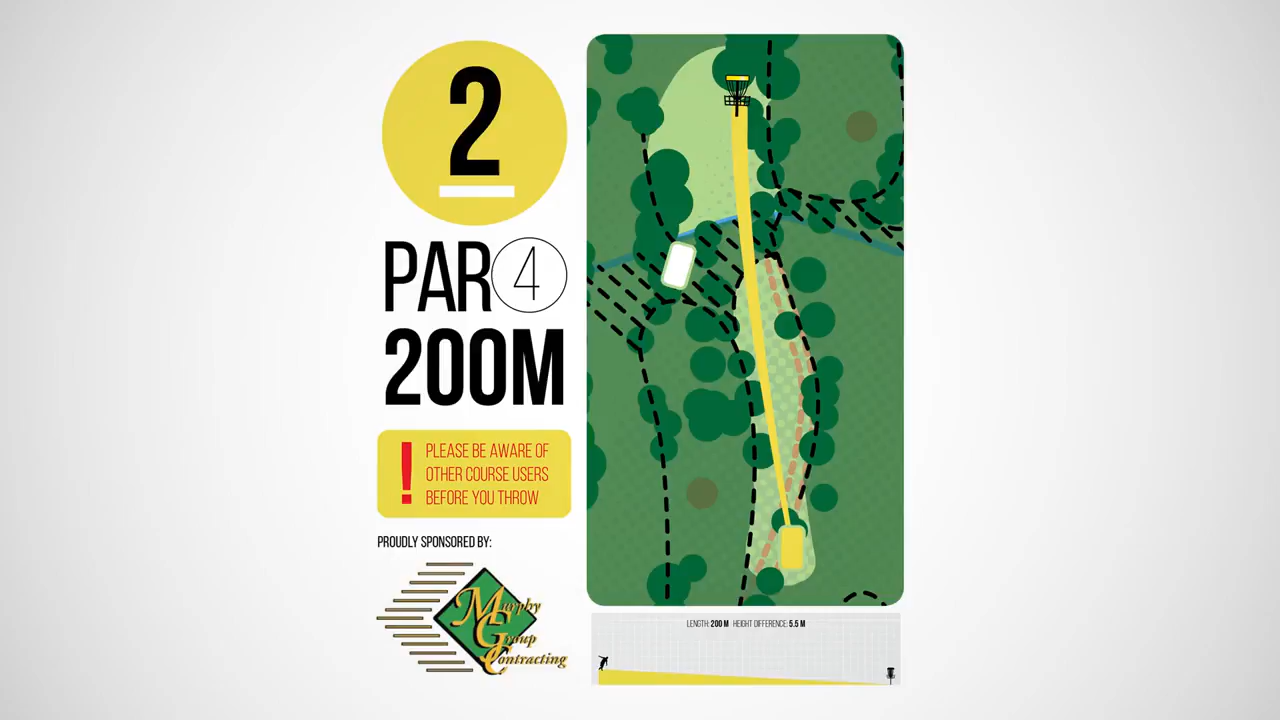 2
PAR 4
200M
! PLEASE BE AWARE OF
OTHER COURSE USERS
BEFORE YOU THROW
PROUDLY SPONSORED BY:
Murphy
Group
Contracting
LENGTH: 200 M HEIGHT DIFFERENCE: 5.5 M